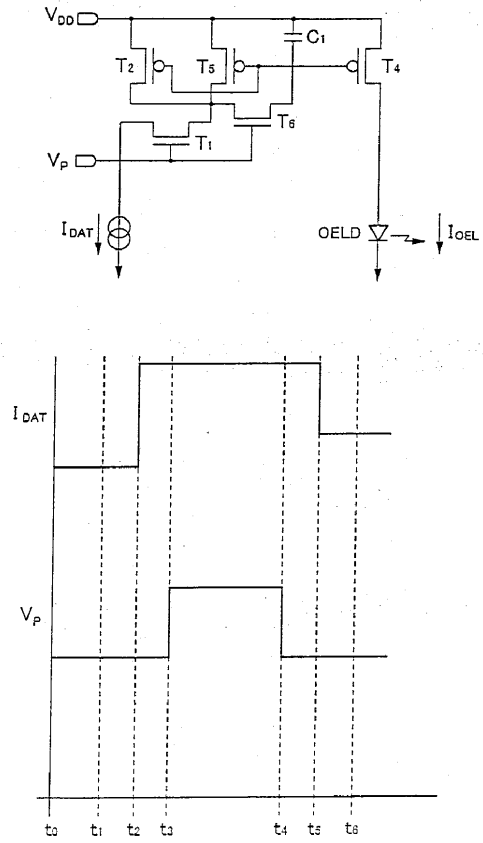 VDD
C1
T2
T5
T4
T6
T1
VP
IDAT
OELD
IOEL
IDAT
VP
t0 t1 t2 t3 t4 t5 t6